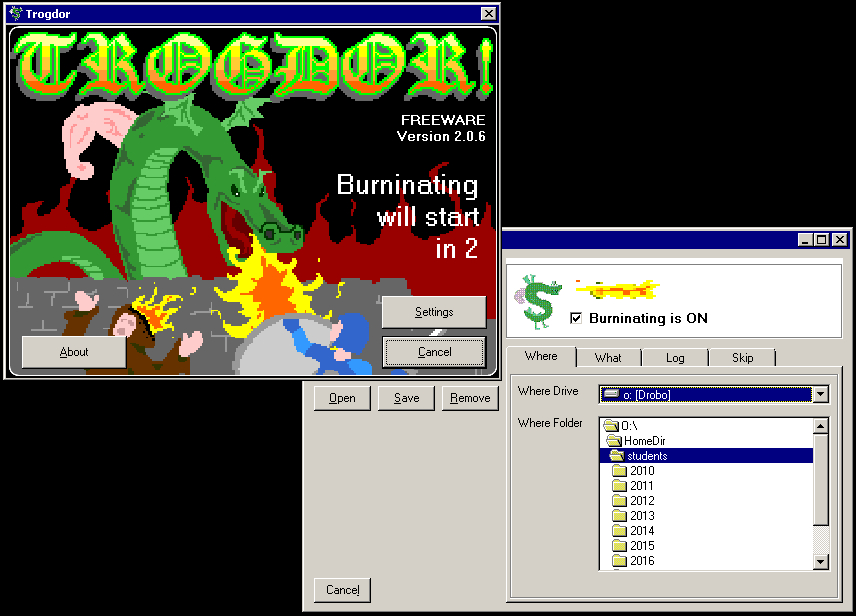 Trogdor
TROGDOR!
FREEWARE
Version 2.0.6
Burninating
will start
in 2
Settings
About
Cancel
Burninating is ON
Where
What
Log
Skip
Open
Save
Remove
Where Drive
o: [Drobo]
Where Folder
O:\
HomeDir
students
2010
2011
2012
2013
2014
2015
2016
Cancel